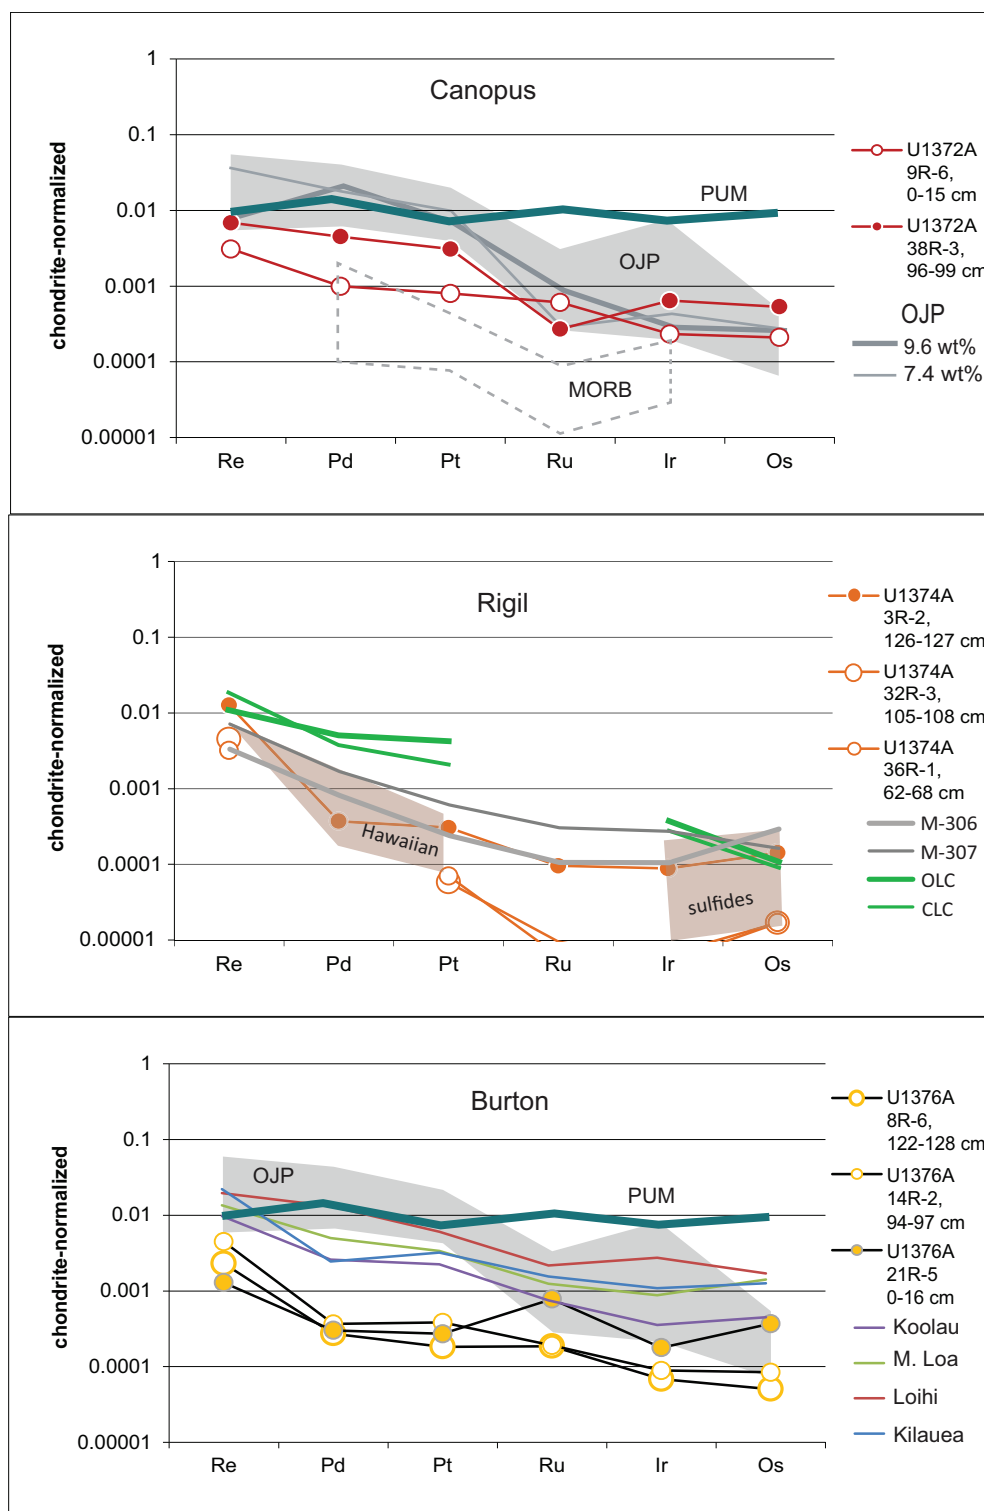 Canopus
chondrite-normalized
1
0.1
0.01
0.001
0.0001
0.00001
PUM
OJP
MORB
Re Pd Pt Ru Ir Os
U1372A
9R-6,
0-15 cm
U1372A
38R-3,
96-99 cm
OJP
9.6 wt%
7.4 wt%
Rigil
chondrite-normalized
1
0.1
0.01
0.001
0.0001
0.00001
Hawaiian
sulfides
Re Pd Pt Ru Ir Os
U1374A
3R-2,
126-127 cm
U1374A
32R-3,
105-108 cm
U1374A
36R-1,
62-68 cm
M-306
M-307
OLC
CLC
Burton
chondrite-normalized
1
0.1
0.01
0.001
0.0001
0.00001
OJP
PUM
Re Pd Pt Ru Ir Os
U1376A
8R-6,
122-128 cm
U1376A
14R-2,
94-97 cm
U1376A
21R-5
0-16 cm
Koolau
M. Loa
Loihi
Kilauea